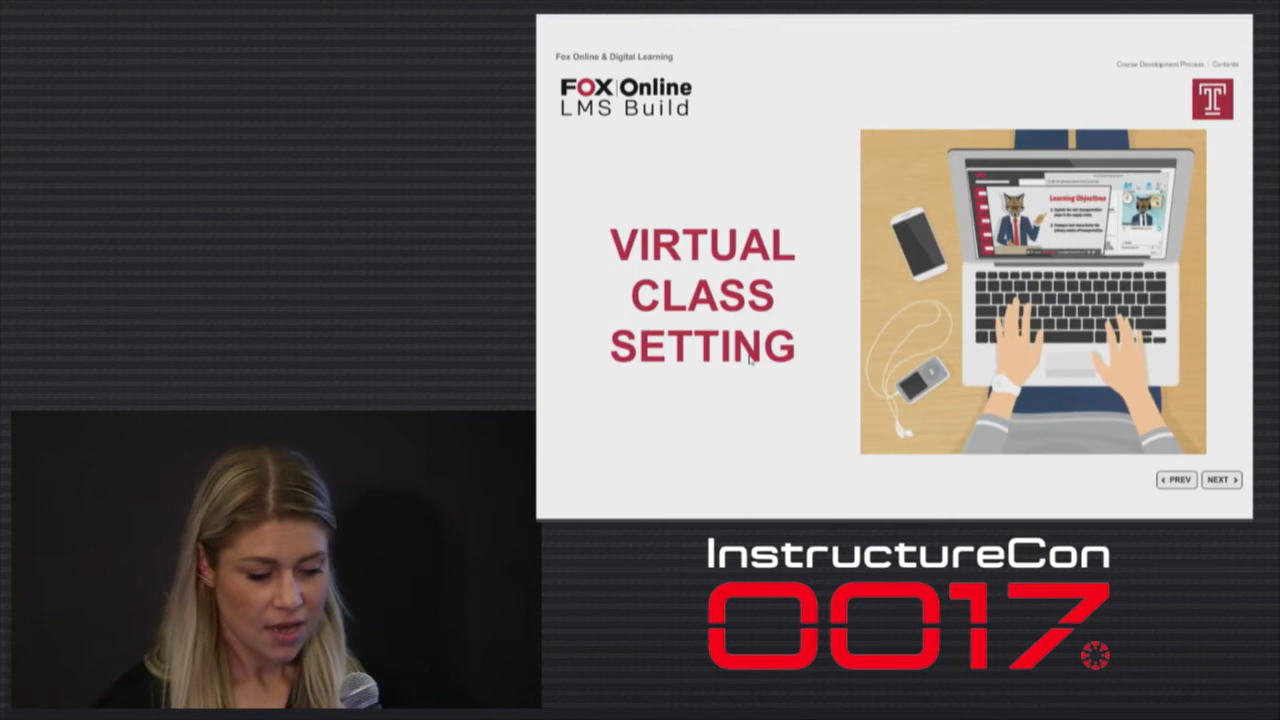 Fox Online & Digital Learning
Course Development Process | Contents
FOX|Online
LMS Build
T
VIRTUAL
CLASS
SETTING
Learning Objectives
< PREV
NEXT >
InstructureCon
0017